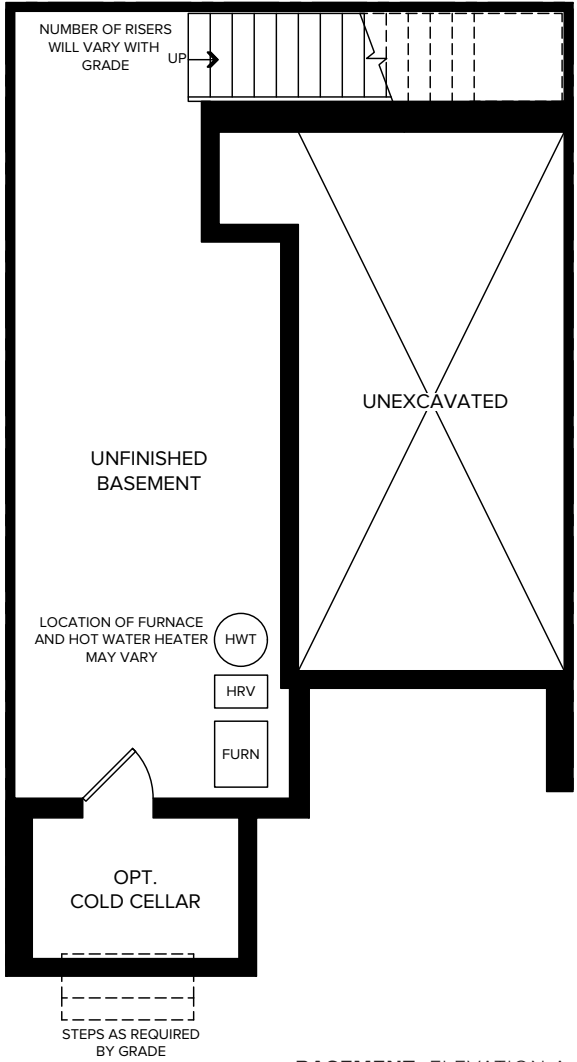 NUMBER OF RISERS
WILL VARY WITH
GRADE
UP
UNEXCAVATED
UNFINISHED
BASEMENT
LOCATION OF FURNACE
AND HOT WATER HEATER
MAY VARY
HWT
HRV
FURN
OPT.
COLD CELLAR
STEPS AS REQUIRED
BY GRADE
BASEMENT ELEVATION A